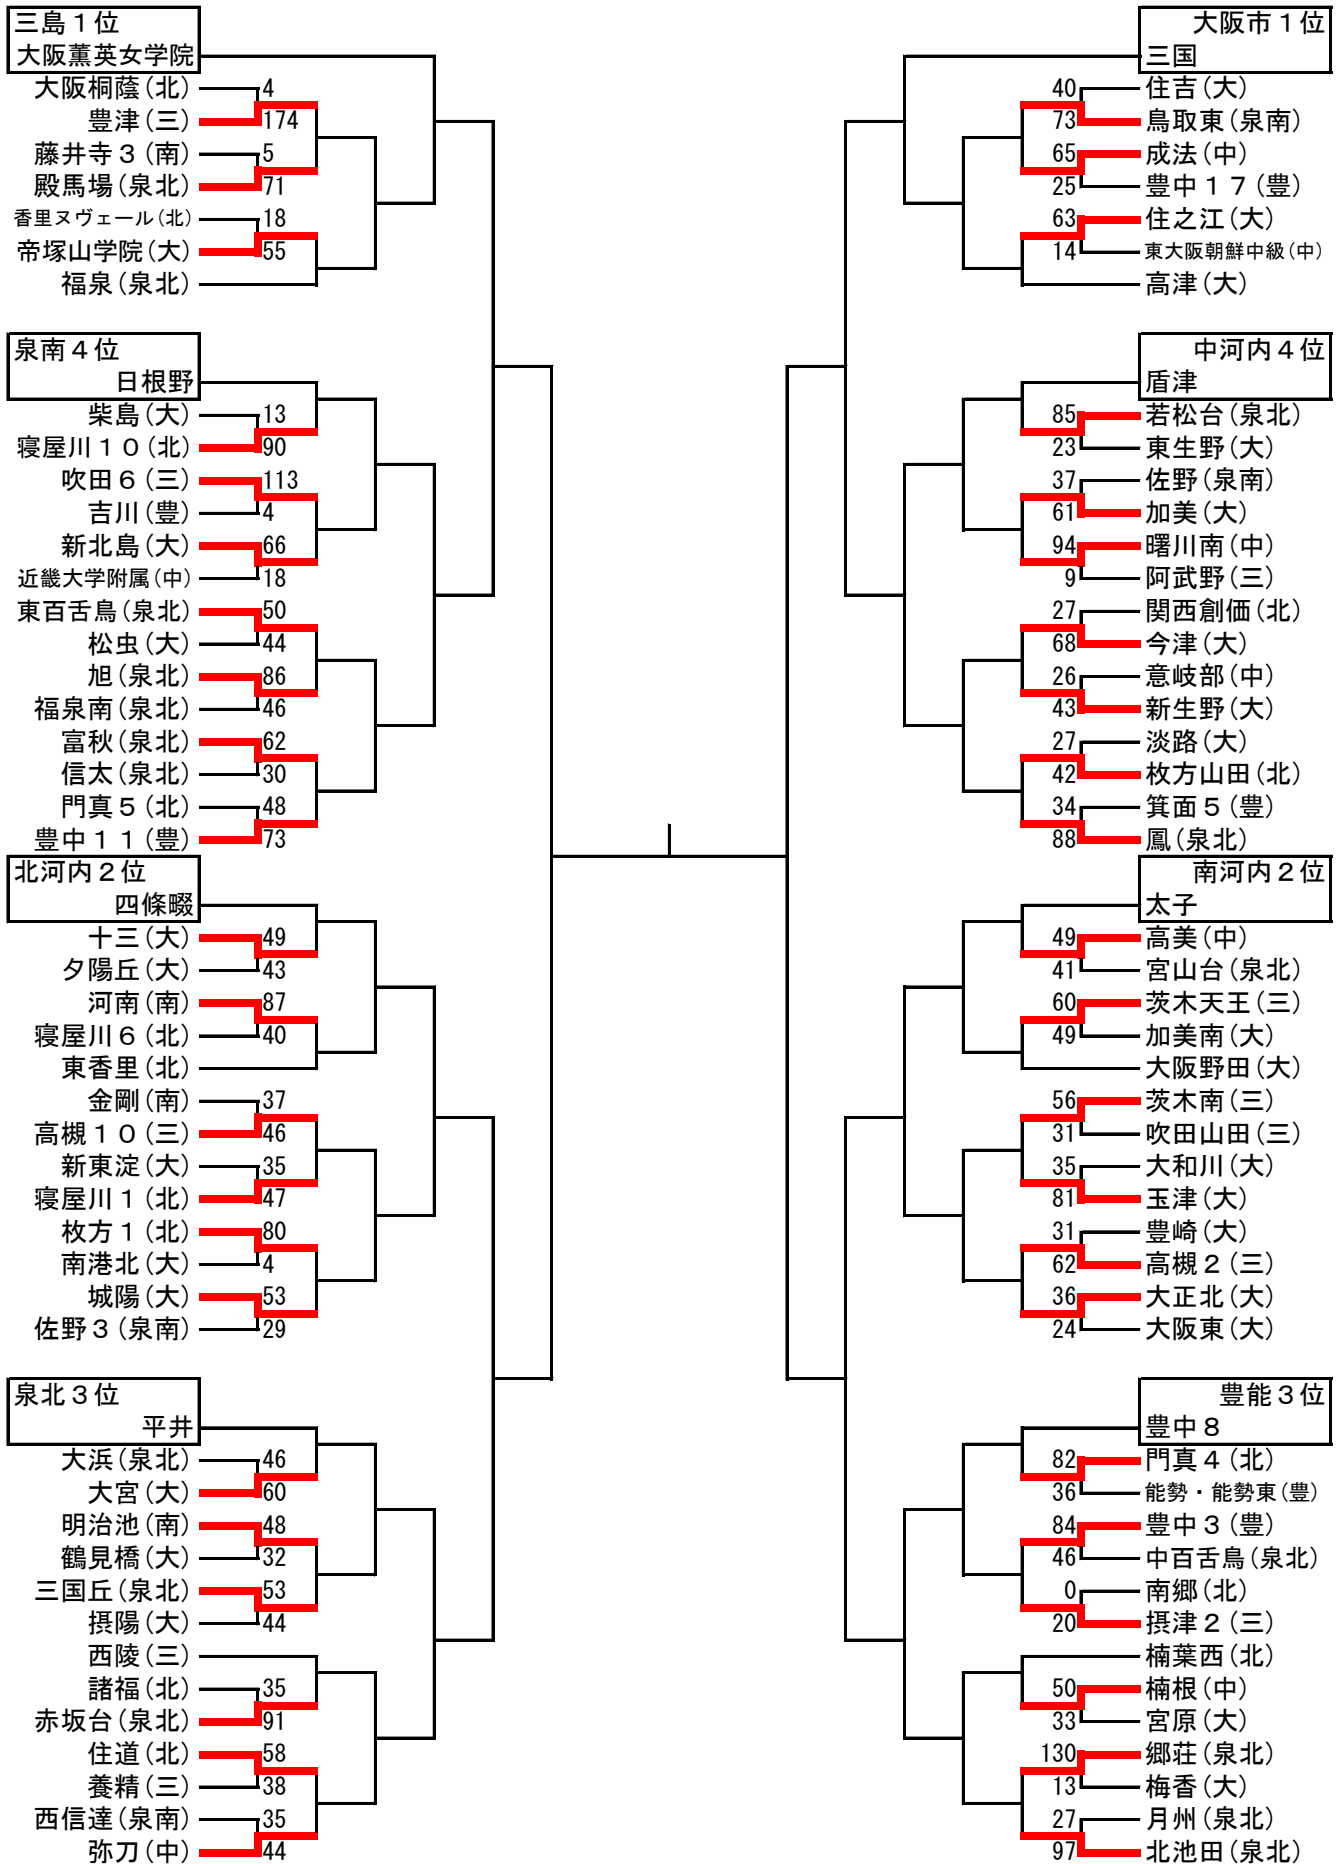 三島１位
大阪薫英女学院
大阪桐蔭(北) 4
豊津(三) 174
藤井寺３(南) 5
殿馬場(泉北) 71
香里ヌヴェール(北) 18
帝塚山学院(大) 55
福泉(泉北)
泉南４位
日根野
柴島(大) 13
寝屋川１０(北) 90
吹田６(三) 113
吉川(豊) 4
新北島(大) 66
近畿大学附属(中) 18
東百舌鳥(泉北) 50
松虫(大) 44
旭(泉北) 86
福泉南(泉北) 46
富秋(泉北) 62
信太(泉北) 30
門真５(北) 48
豊中１１(豊) 73
北河内２位
四條畷
十三(大) 49
夕陽丘(大) 43
河南(南) 87
寝屋川６(北) 40
東香里(北)
金剛(南) 37
高槻１０(三) 46
新東淀(大) 35
寝屋川１(北) 47
枚方１(北) 80
南港北(大) 4
城陽(大) 53
佐野３(泉南) 29
泉北３位
平井
大浜(泉北) 46
大宮(大) 60
明治池(南) 48
鶴見橋(大) 32
三国丘(泉北) 53
摂陽(大) 44
西陵(三)
諸福(北) 35
赤坂台(泉北) 91
住道(北) 58
養精(三) 38
西信達(泉南) 35
弥刀(中) 44
大阪市１位
三国
40 住吉(大)
73 鳥取東(泉南)
65 成法(中)
25 豊中１７(豊)
63 住之江(大)
14 東大阪朝鮮中級(中)
高津(大)
中河内４位
盾津
85 若松台(泉北)
23 東生野(大)
37 佐野(泉南)
61 加美(大)
94 曙川南(中)
9 阿武野(三)
27 関西創価(北)
68 今津(大)
26 意岐部(中)
43 新生野(大)
27 淡路(大)
42 枚方山田(北)
34 箕面５(豊)
88 鳳(泉北)
南河内２位
太子
49 高美(中)
41 宮山台(泉北)
60 茨木天王(三)
49 加美南(大)
大阪野田(大)
56 茨木南(三)
31 吹田山田(三)
35 大和川(大)
81 玉津(大)
31 豊崎(大)
62 高槻２(三)
36 大正北(大)
24 大阪東(大)
豊能３位
豊中８
82 門真４(北)
36 能勢・能勢東(豊)
84 豊中３(豊)
46 中百舌鳥(泉北)
0 南郷(北)
20 摂津２(三)
楠葉西(北)
50 楠根(中)
33 宮原(大)
130 郷荘(泉北)
13 梅香(大)
27 月州(泉北)
97 北池田(泉北)